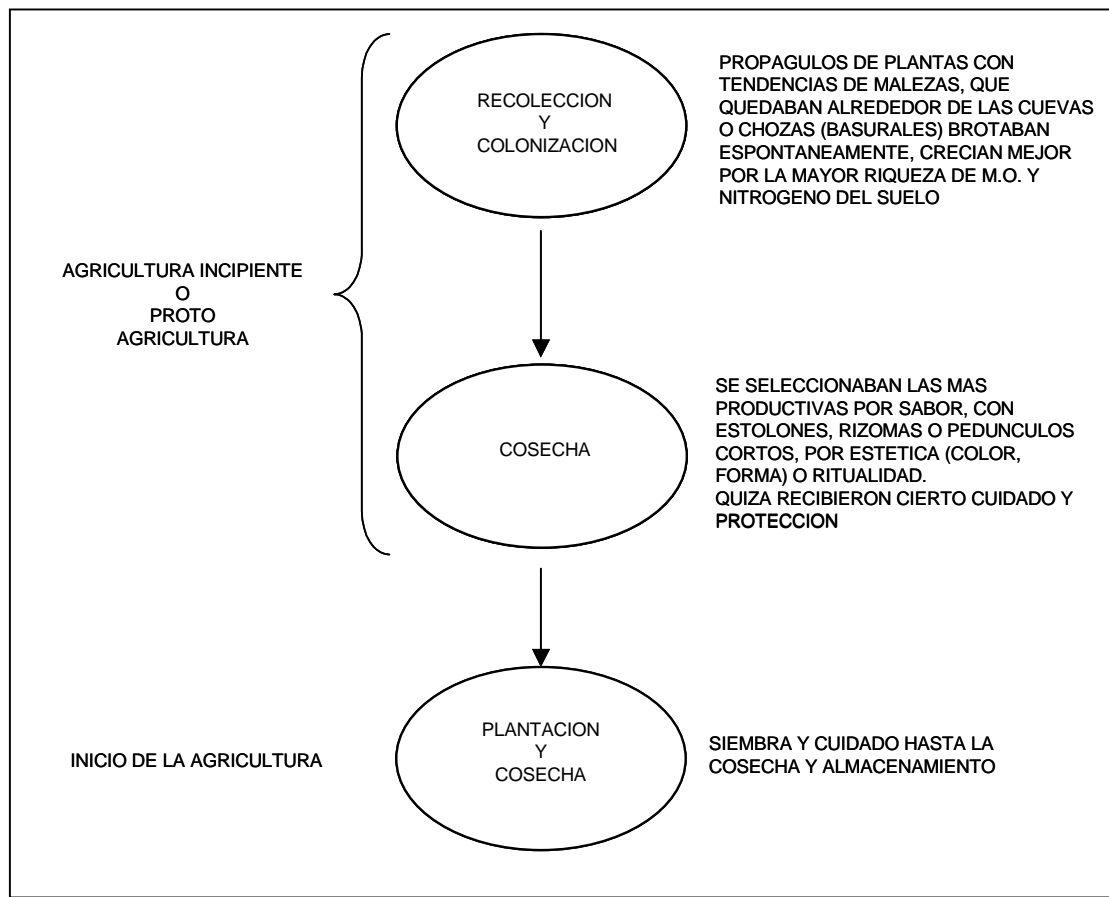 RECOLECCION
Y
COLONIZACION
PROPAGULOS DE PLANTAS CON
TENDENCIAS DE MALEZAS, QUE
QUEDABAN ALREDEDOR DE LAS CUEVAS
O CHOZAS (BASURALES) BROTABAN
ESPONTANEAMENTE, CRECIAN MEJOR
POR LA MAYOR RIQUEZA DE M.O. Y
NITROGENO DEL SUELO
AGRICULTURA INCIPIENTE
O
PROTO
AGRICULTURA
COSECHA
SE SELECCIONABAN LAS MAS
PRODUCTIVAS POR SABOR, CON
ESTOLONES, RIZOMAS O PEDUNCULOS
CORTOS, POR ESTETICA (COLOR,
FORMA) O RITUALIDAD.
QUIZA RECIBIERON CIERTO CUIDADO Y
PROTECCION
INICIO DE LA AGRICULTURA
PLANTACION
Y
COSECHA
SIEMBRA Y CUIDADO HASTA LA
COSECHA Y ALMACENAMIENTO